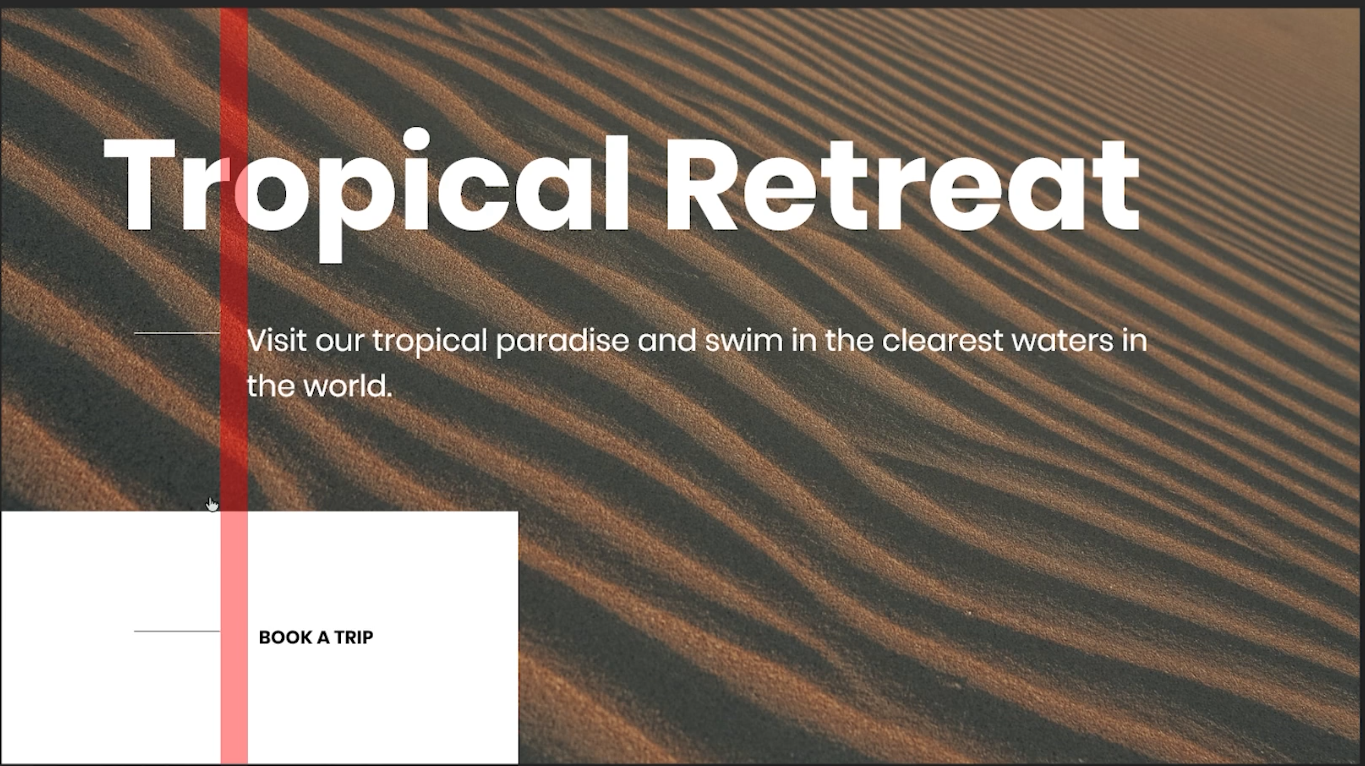 Tropical Retreat
Visit our tropical paradise and swim in the clearest waters in
the world.
BOOK A TRIP